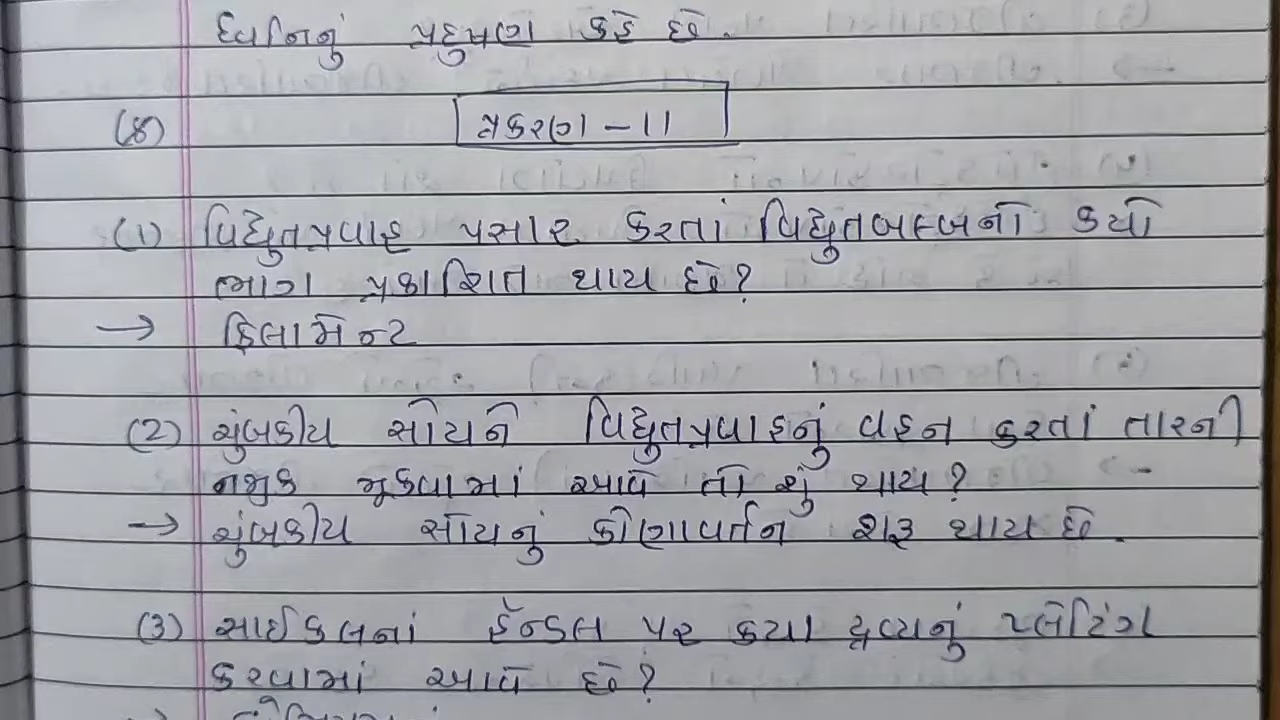 ધ્વનિનું પ્રદુષણ કહે છે.
(૪) પ્રકરણ - 11
(1) વિદ્યુતપ્રવાહ પસાર કરતાં વિદ્યુતબલ્બનો કયો
ભાગ પ્રકાશિત થાય છે?
→ ફિલામેન્ટ
(2) ચુંબકીય સોયને વિદ્યુતપ્રવાહનું વહન કરતાં તારની
નજીક મૂકવામાં આવે તો શું થાય?
→ ચુંબકીય સોયનું કોણાવર્તન શરૂ થાય છે.
(3) સાઈકલનાં હેન્ડલ પર કયા દ્રવ્યનું પ્લેટિંગ
કરવામાં આવે છે?